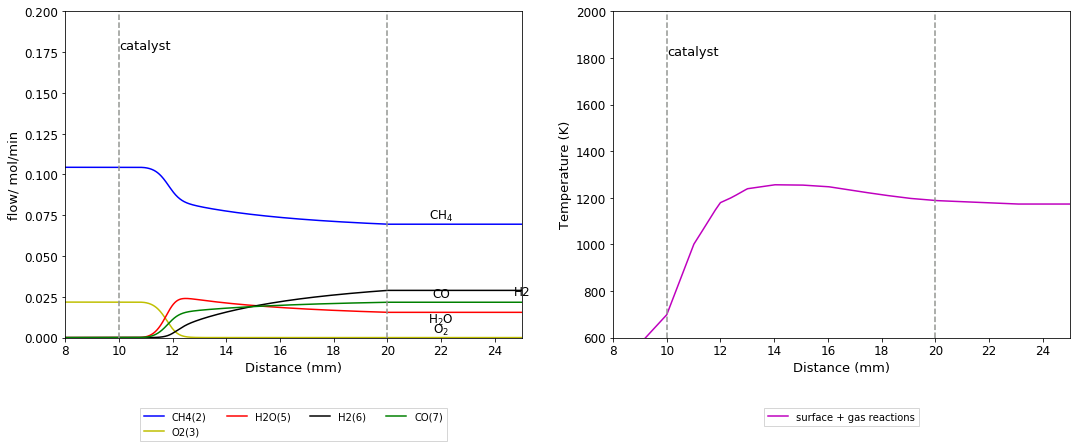 0.200
0.175
0.150
0.125
0.100
0.075
0.050
0.025
0.000
flow/ mol/min
catalyst
CH₄
CO
H2
H₂O
O₂
8 10 12 14 16 18 20 22 24
Distance (mm)
CH4(2) H2O(5) H2(6) CO(7)
O2(3)
2000
1800
1600
1400
1200
1000
800
600
Temperature (K)
catalyst
8 10 12 14 16 18 20 22 24
Distance (mm)
surface + gas reactions